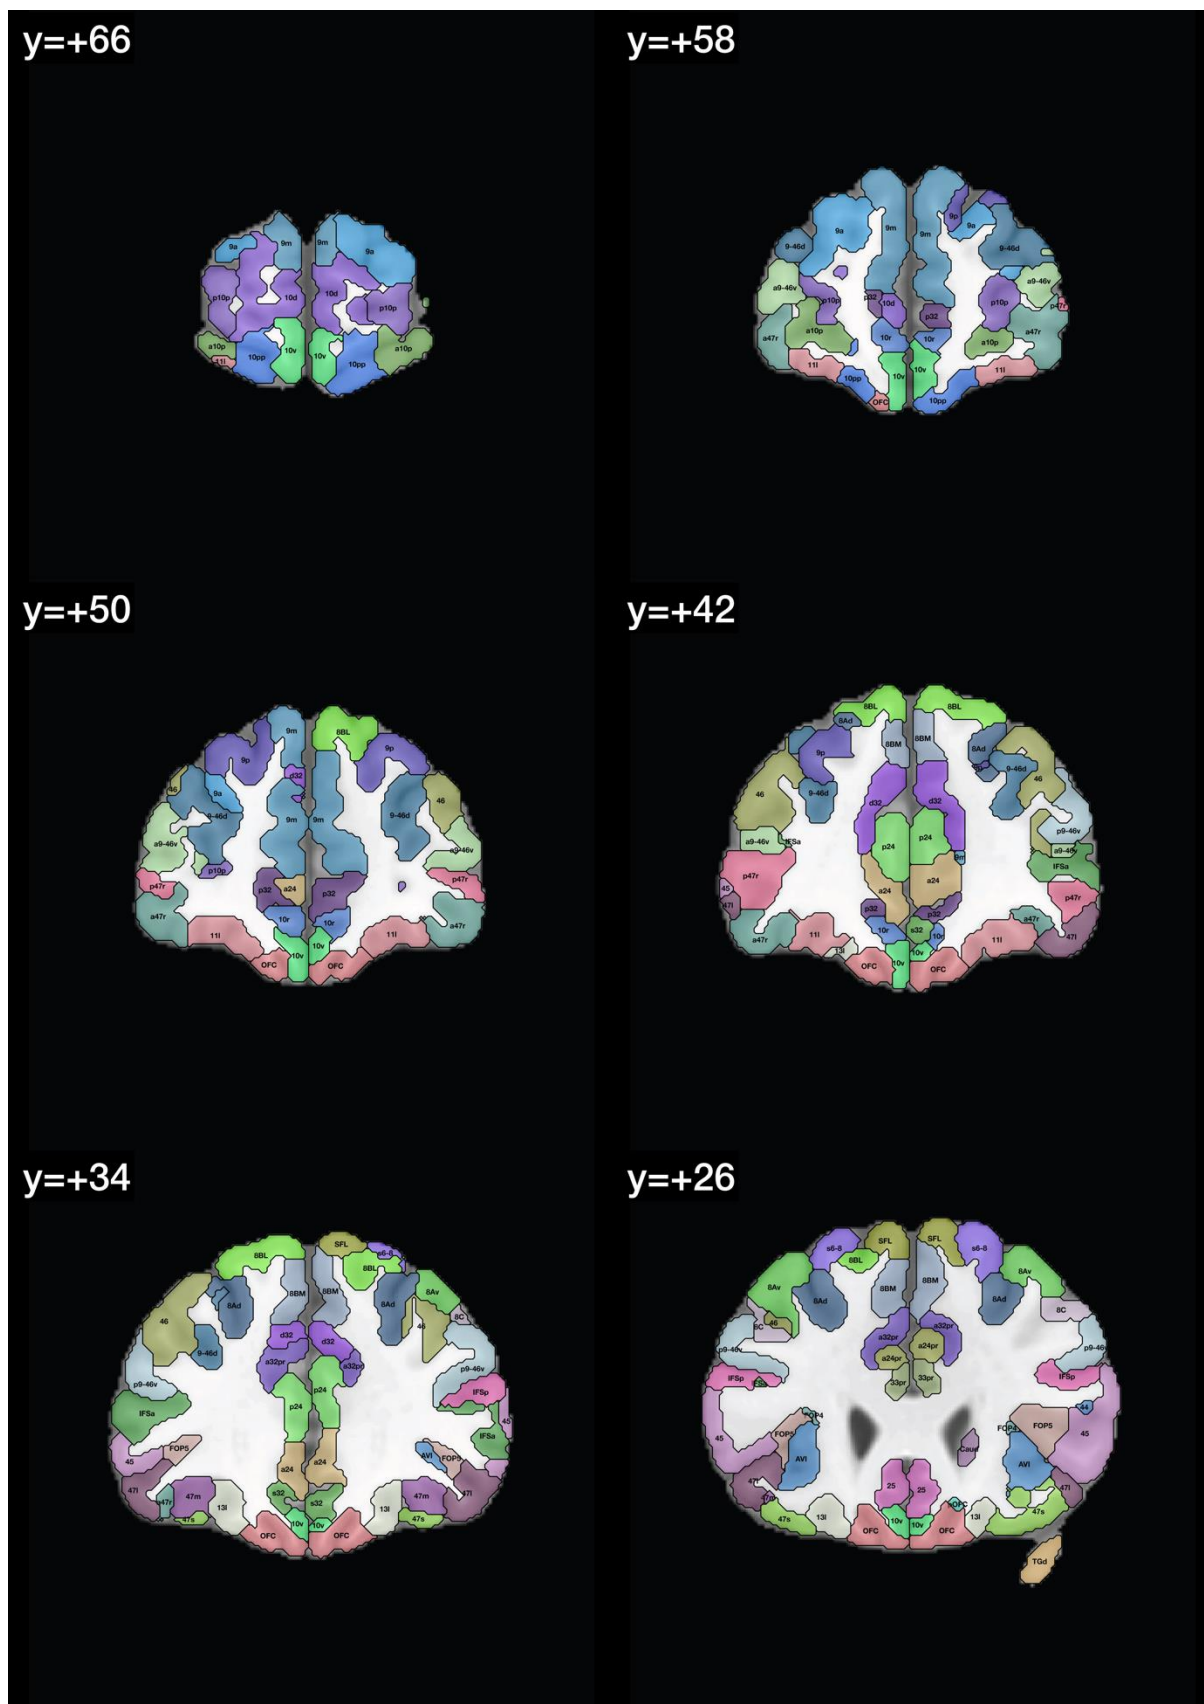 y=+66
9a 9m 9m 9a
p10p 10d 10d p10p
a10p 10v 10v a10p
11l 10pp 10pp
y=+58
9p
9a 9m 9m 9a
9-46d 9-46d
a9-46v p10p p32 10d p10p a9-46v
p32 p47r
a47r a10p 10r 10r a10p a47r
11l 10v 10v 11l
10pp OFC 10pp
y=+50
9m 8BL
9p 9p
d32
46 9a 46
9-46d 9m 9m 9-46d
a9-46v a9-46v
p10p
p47r p32 a24 p32 p47r
a47r 10r 10r a47r
11l 11l
OFC 10v 10v OFC
y=+42
8BL 8BL
8Ad
9p 8BM 8BM 8Ad
9-46d 46
46 9-46d d32 d32
p9-46v
a9-46v IFSa p24 p24 a9-46v
9m IFSa
p47r a24 a24
45 p47r
47l p32 p32
a47r 10r s32 10r a47r 47l
11l 13l 10v 10v 11l
OFC OFC
y=+34
8BL SFL s6-8
8BL
8BM 8BM 8Av
46 8Ad 8Ad 46 8C
9-46d d32 d32
a32pr a32pr
p9-46v p24 p9-46v
IFSa p24 IFSp
45
FOP5 IFSa
45 a24 a24 AVI FOP5
47l 47m 13l s32 s32 47m 47l
a47r 47s 10v 10v 47s
OFC OFC
y=+26
s6-8 SFL SFL s6-8
8BL
8Av 8Ad 8BM 8BM 8Ad 8Av
8C 46 8C
a32pr a32pr
p9-46v a24pr p9-46v
IFSp IFSa 33pr 33pr IFSp
FOP4 44
45 FOP5 FOP4 FOP5 45
AVI Caud AVI
47l 25 25 47l
47m pOFC
47s 13l 10v 10v 13l 47s
OFC OFC
TGd